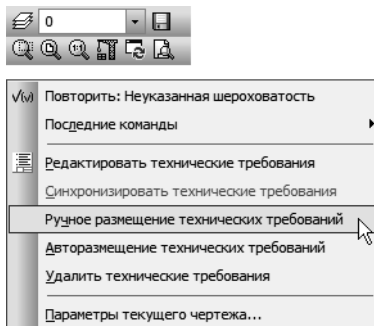 0
√(√) Повторить: Неуказанная шероховатость
Последние команды
Редактировать технические требования
Синхронизировать технические требования
Ручное размещение технических требований
Авторазмещение технических требований
Удалить технические требования
Параметры текущего чертежа...